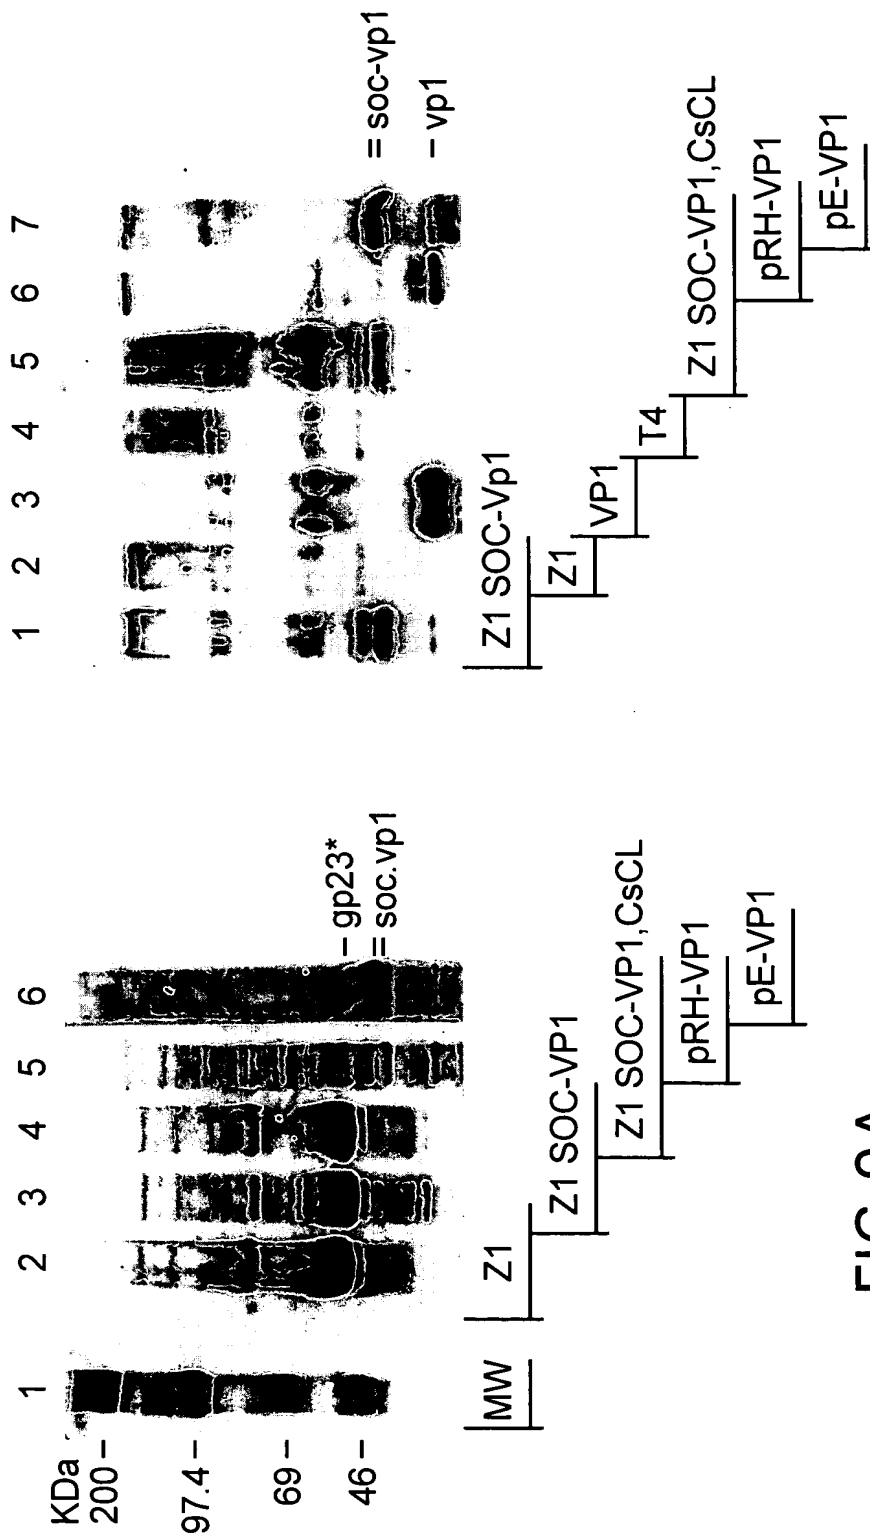 1 2 3 4 5 6
KDa
200 –
97.4 –
69 –
46 –
– gp23*
= soc.vp1
MW
Z1
Z1 SOC-VP1
Z1 SOC-VP1,CsCL
pRH-VP1
pE-VP1
1 2 3 4 5 6 7
= soc-vp1
– vp1
Z1 SOC-Vp1
Z1
VP1
T4
Z1 SOC-VP1,CsCL
pRH-VP1
pE-VP1
FIG